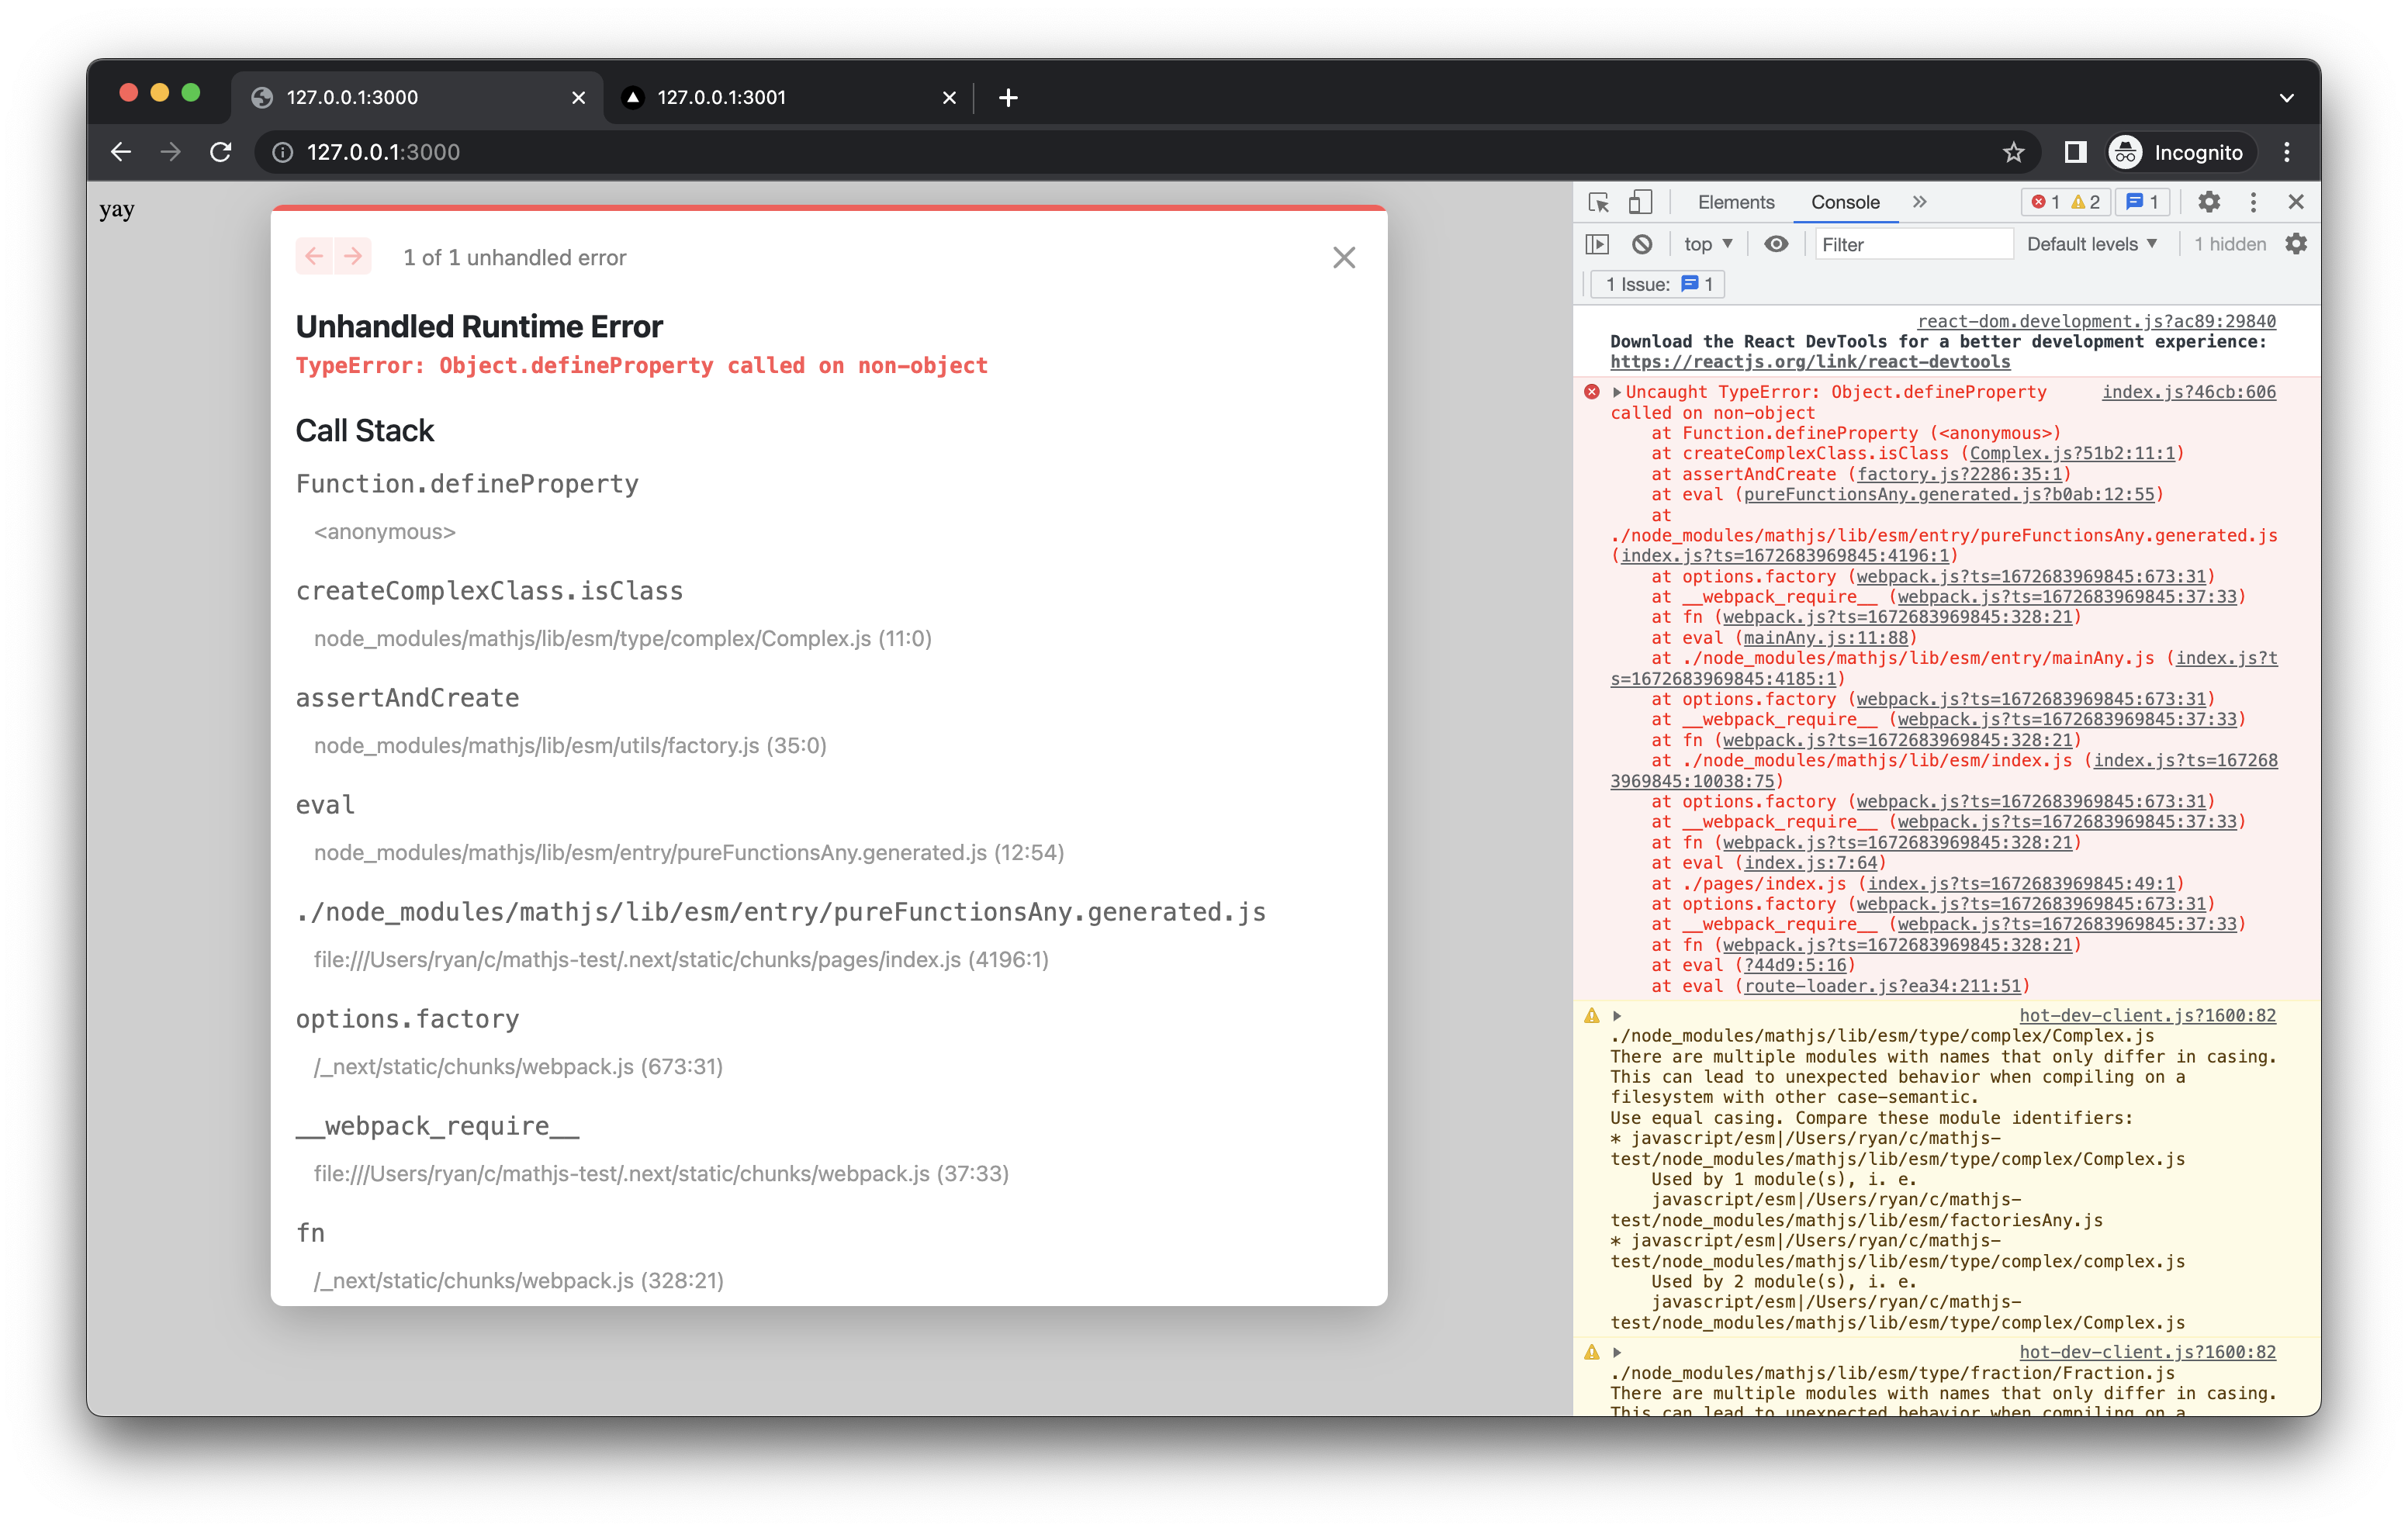 127.0.0.1:3000
127.0.0.1:3001
127.0.0.1:3000
Incognito
yay
1 of 1 unhandled error
Unhandled Runtime Error
TypeError: Object.defineProperty called on non-object
Call Stack
Function.defineProperty
<anonymous>
createComplexClass.isClass
node_modules/mathjs/lib/esm/type/complex/Complex.js (11:0)
assertAndCreate
node_modules/mathjs/lib/esm/utils/factory.js (35:0)
eval
node_modules/mathjs/lib/esm/entry/pureFunctionsAny.generated.js (12:54)
./node_modules/mathjs/lib/esm/entry/pureFunctionsAny.generated.js
file:///Users/ryan/c/mathjs-test/.next/static/chunks/pages/index.js (4196:1)
options.factory
/_next/static/chunks/webpack.js (673:31)
__webpack_require__
file:///Users/ryan/c/mathjs-test/.next/static/chunks/webpack.js (37:33)
fn
/_next/static/chunks/webpack.js (328:21)
Elements Console 1 2 1
top Filter Default levels 1 hidden
1 Issue: 1
react-dom.development.js?ac89:29840
Download the React DevTools for a better development experience:
https://reactjs.org/link/react-devtools
Uncaught TypeError: Object.defineProperty index.js?46cb:606
called on non-object
at Function.defineProperty (<anonymous>)
at createComplexClass.isClass (Complex.js?51b2:11:1)
at assertAndCreate (factory.js?2286:35:1)
at eval (pureFunctionsAny.generated.js?b0ab:12:55)
at
./node_modules/mathjs/lib/esm/entry/pureFunctionsAny.generated.js
(index.js?ts=1672683969845:4196:1)
at options.factory (webpack.js?ts=1672683969845:673:31)
at __webpack_require__ (webpack.js?ts=1672683969845:37:33)
at fn (webpack.js?ts=1672683969845:328:21)
at eval (mainAny.js:11:88)
at ./node_modules/mathjs/lib/esm/entry/mainAny.js (index.js?t
s=1672683969845:4185:1)
at options.factory (webpack.js?ts=1672683969845:673:31)
at __webpack_require__ (webpack.js?ts=1672683969845:37:33)
at fn (webpack.js?ts=1672683969845:328:21)
at ./node_modules/mathjs/lib/esm/index.js (index.js?ts=167268
3969845:10038:75)
at options.factory (webpack.js?ts=1672683969845:673:31)
at __webpack_require__ (webpack.js?ts=1672683969845:37:33)
at fn (webpack.js?ts=1672683969845:328:21)
at eval (index.js:7:64)
at ./pages/index.js (index.js?ts=1672683969845:49:1)
at options.factory (webpack.js?ts=1672683969845:673:31)
at __webpack_require__ (webpack.js?ts=1672683969845:37:33)
at fn (webpack.js?ts=1672683969845:328:21)
at eval (?44d9:5:16)
at eval (route-loader.js?ea34:211:51)
hot-dev-client.js?1600:82
./node_modules/mathjs/lib/esm/type/complex/Complex.js
There are multiple modules with names that only differ in casing.
This can lead to unexpected behavior when compiling on a
filesystem with other case-semantic.
Use equal casing. Compare these module identifiers:
* javascript/esm|/Users/ryan/c/mathjs-
test/node_modules/mathjs/lib/esm/type/complex/Complex.js
Used by 1 module(s), i. e.
javascript/esm|/Users/ryan/c/mathjs-
test/node_modules/mathjs/lib/esm/factoriesAny.js
* javascript/esm|/Users/ryan/c/mathjs-
test/node_modules/mathjs/lib/esm/type/complex/complex.js
Used by 2 module(s), i. e.
javascript/esm|/Users/ryan/c/mathjs-
test/node_modules/mathjs/lib/esm/type/complex/Complex.js
hot-dev-client.js?1600:82
./node_modules/mathjs/lib/esm/type/fraction/Fraction.js
There are multiple modules with names that only differ in casing.
This can lead to unexpected behavior when compiling on a